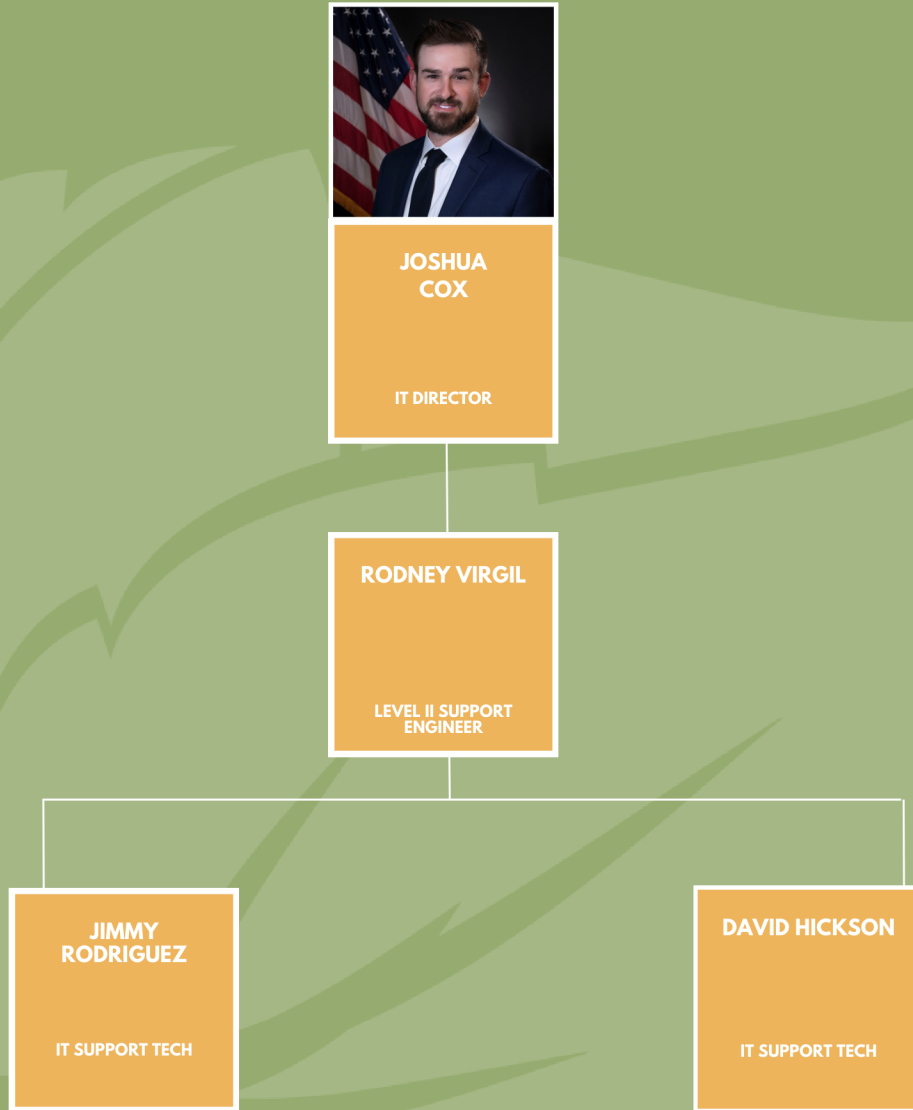 JOSHUA
COX
IT DIRECTOR
RODNEY VIRGIL
LEVEL II SUPPORT
ENGINEER
JIMMY
RODRIGUEZ
IT SUPPORT TECH
DAVID HICKSON
IT SUPPORT TECH